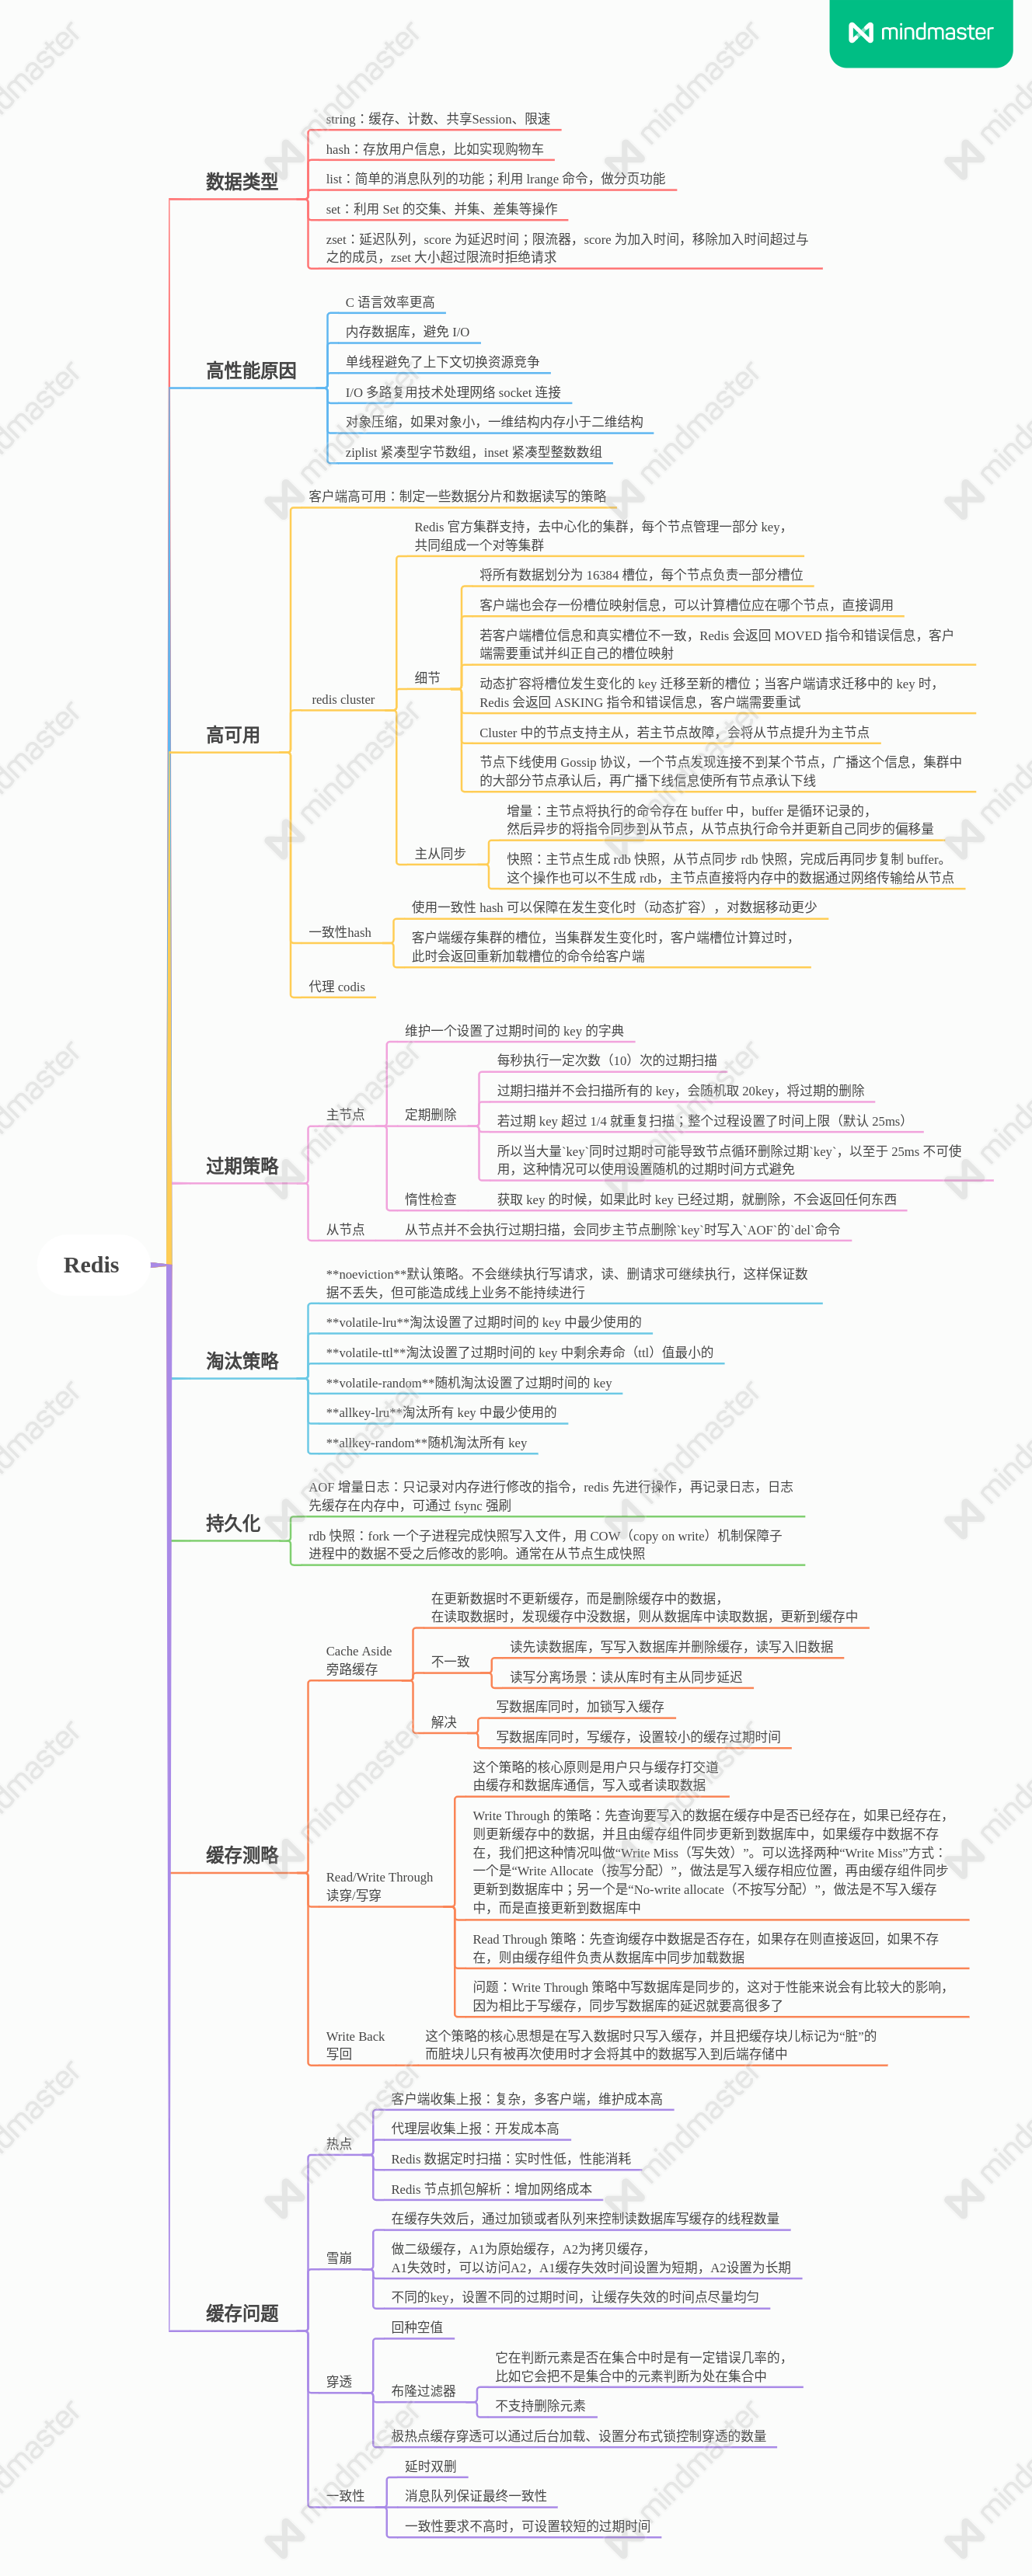 mindmaster
数据类型
string：缓存、计数、共享Session、限速
hash：存放用户信息，比如实现购物车
list：简单的消息队列的功能；利用 lrange 命令，做分页功能
set：利用 Set 的交集、并集、差集等操作
zset：延迟队列，score 为延迟时间；限流器，score 为加入时间，移除加入时间超过与
之的成员，zset 大小超过限流时拒绝请求
高性能原因
C 语言效率更高
内存数据库，避免 I/O
单线程避免了上下文切换资源竞争
I/O 多路复用技术处理网络 socket 连接
对象压缩，如果对象小，一维结构内存小于二维结构
ziplist 紧凑型字节数组，inset 紧凑型整数数组
高可用
客户端高可用：制定一些数据分片和数据读写的策略
redis cluster
Redis 官方集群支持，去中心化的集群，每个节点管理一部分 key，
共同组成一个对等集群
细节
将所有数据划分为 16384 槽位，每个节点负责一部分槽位
客户端也会存一份槽位映射信息，可以计算槽位应在哪个节点，直接调用
若客户端槽位信息和真实槽位不一致，Redis 会返回 MOVED 指令和错误信息，客户
端需要重试并纠正自己的槽位映射
动态扩容将槽位发生变化的 key 迁移至新的槽位；当客户端请求迁移中的 key 时，
Redis 会返回 ASKING 指令和错误信息，客户端需要重试
Cluster 中的节点支持主从，若主节点故障，会将从节点提升为主节点
节点下线使用 Gossip 协议，一个节点发现连接不到某个节点，广播这个信息，集群中
的大部分节点承认后，再广播下线信息使所有节点承认下线
主从同步
增量：主节点将执行的命令存在 buffer 中，buffer 是循环记录的，
然后异步的将指令同步到从节点，从节点执行命令并更新自己同步的偏移量
快照：主节点生成 rdb 快照，从节点同步 rdb 快照，完成后再同步复制 buffer。
这个操作也可以不生成 rdb，主节点直接将内存中的数据通过网络传输给从节点
一致性hash
使用一致性 hash 可以保障在发生变化时（动态扩容），对数据移动更少
客户端缓存集群的槽位，当集群发生变化时，客户端槽位计算过时，
此时会返回重新加载槽位的命令给客户端
代理 codis
过期策略
主节点
维护一个设置了过期时间的 key 的字典
定期删除
每秒执行一定次数（10）次的过期扫描
过期扫描并不会扫描所有的 key，会随机取 20key，将过期的删除
若过期 key 超过 1/4 就重复扫描；整个过程设置了时间上限（默认 25ms）
所以当大量`key`同时过期时可能导致节点循环删除过期`key`，以至于 25ms 不可使
用，这种情况可以使用设置随机的过期时间方式避免
惰性检查
获取 key 的时候，如果此时 key 已经过期，就删除，不会返回任何东西
从节点
从节点并不会执行过期扫描，会同步主节点删除`key`时写入`AOF`的`del`命令
Redis
淘汰策略
**noeviction**默认策略。不会继续执行写请求，读、删请求可继续执行，这样保证数
据不丢失，但可能造成线上业务不能持续进行
**volatile-lru**淘汰设置了过期时间的 key 中最少使用的
**volatile-ttl**淘汰设置了过期时间的 key 中剩余寿命（ttl）值最小的
**volatile-random**随机淘汰设置了过期时间的 key
**allkey-lru**淘汰所有 key 中最少使用的
**allkey-random**随机淘汰所有 key
持久化
AOF 增量日志：只记录对内存进行修改的指令，redis 先进行操作，再记录日志，日志
先缓存在内存中，可通过 fsync 强刷
rdb 快照：fork 一个子进程完成快照写入文件，用 COW（copy on write）机制保障子
进程中的数据不受之后修改的影响。通常在从节点生成快照
缓存测略
Cache Aside
旁路缓存
在更新数据时不更新缓存，而是删除缓存中的数据，
在读取数据时，发现缓存中没数据，则从数据库中读取数据，更新到缓存中
不一致
读先读数据库，写写入数据库并删除缓存，读写入旧数据
读写分离场景：读从库时有主从同步延迟
解决
写数据库同时，加锁写入缓存
写数据库同时，写缓存，设置较小的缓存过期时间
Read/Write Through
读穿/写穿
这个策略的核心原则是用户只与缓存打交道
由缓存和数据库通信，写入或者读取数据
Write Through 的策略：先查询要写入的数据在缓存中是否已经存在，如果已经存在，
则更新缓存中的数据，并且由缓存组件同步更新到数据库中，如果缓存中数据不存
在，我们把这种情况叫做“Write Miss（写失效）”。可以选择两种“Write Miss”方式：
一个是“Write Allocate（按写分配）”，做法是写入缓存相应位置，再由缓存组件同步
更新到数据库中；另一个是“No-write allocate（不按写分配）”，做法是不写入缓存
中，而是直接更新到数据库中
Read Through 策略：先查询缓存中数据是否存在，如果存在则直接返回，如果不存
在，则由缓存组件负责从数据库中同步加载数据
问题：Write Through 策略中写数据库是同步的，这对于性能来说会有比较大的影响，
因为相比于写缓存，同步写数据库的延迟就要高很多了
Write Back
写回
这个策略的核心思想是在写入数据时只写入缓存，并且把缓存块儿标记为“脏”的
而脏块儿只有被再次使用时才会将其中的数据写入到后端存储中
缓存问题
热点
客户端收集上报：复杂，多客户端，维护成本高
代理层收集上报：开发成本高
Redis 数据定时扫描：实时性低，性能消耗
Redis 节点抓包解析：增加网络成本
雪崩
在缓存失效后，通过加锁或者队列来控制读数据库写缓存的线程数量
做二级缓存，A1为原始缓存，A2为拷贝缓存，
A1失效时，可以访问A2，A1缓存失效时间设置为短期，A2设置为长期
不同的key，设置不同的过期时间，让缓存失效的时间点尽量均匀
穿透
回种空值
布隆过滤器
它在判断元素是否在集合中时是有一定错误几率的，
比如它会把不是集合中的元素判断为处在集合中
不支持删除元素
极热点缓存穿透可以通过后台加载、设置分布式锁控制穿透的数量
一致性
延时双删
消息队列保证最终一致性
一致性要求不高时，可设置较短的过期时间